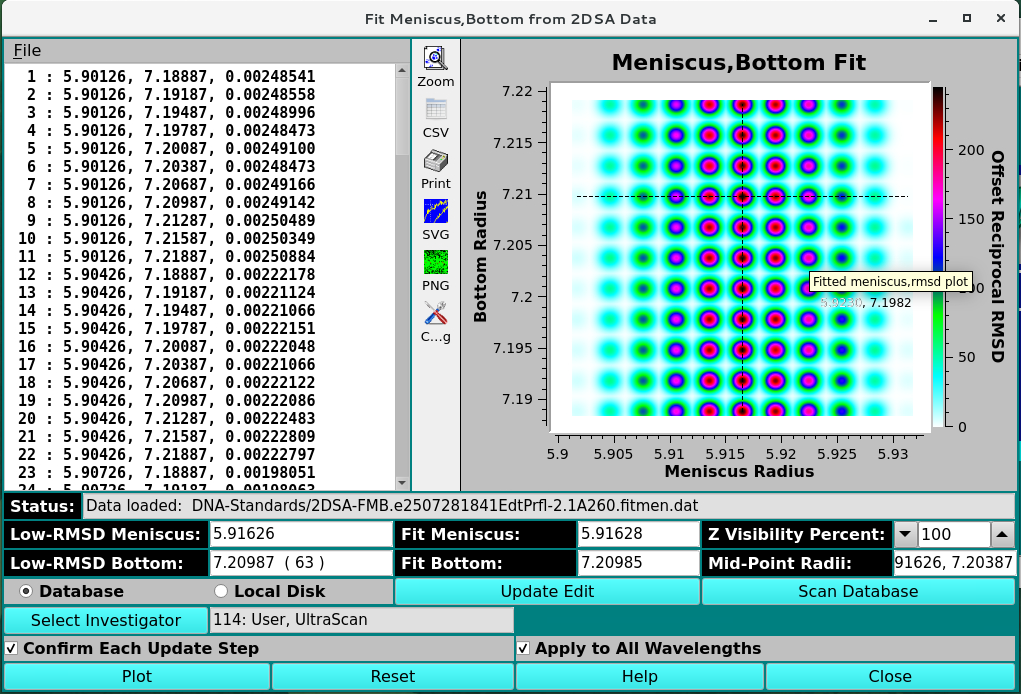 Fit Meniscus,Bottom from 2DSA Data
File
1 : 5.90126, 7.18887, 0.00248541
2 : 5.90126, 7.19187, 0.00248558
3 : 5.90126, 7.19487, 0.00248996
4 : 5.90126, 7.19787, 0.00248473
5 : 5.90126, 7.20087, 0.00249100
6 : 5.90126, 7.20387, 0.00248473
7 : 5.90126, 7.20687, 0.00249166
8 : 5.90126, 7.20987, 0.00249142
9 : 5.90126, 7.21287, 0.00250489
10 : 5.90126, 7.21587, 0.00250349
11 : 5.90126, 7.21887, 0.00250884
12 : 5.90426, 7.18887, 0.00222178
13 : 5.90426, 7.19187, 0.00221124
14 : 5.90426, 7.19487, 0.00221066
15 : 5.90426, 7.19787, 0.00222151
16 : 5.90426, 7.20087, 0.00222048
17 : 5.90426, 7.20387, 0.00221066
18 : 5.90426, 7.20687, 0.00222122
19 : 5.90426, 7.20987, 0.00222086
20 : 5.90426, 7.21287, 0.00222483
21 : 5.90426, 7.21587, 0.00222809
22 : 5.90426, 7.21887, 0.00222797
23 : 5.90726, 7.18887, 0.00198051
24 : 5.90726, 7.19187, 0.00198063
Zoom
CSV
Print
SVG
PNG
C...g
Meniscus,Bottom Fit
Bottom Radius
7.22
7.215
7.21
7.205
7.2
7.195
7.19
5.9
5.905
5.91
5.915
5.92
5.925
5.93
Meniscus Radius
Fitted meniscus,rmsd plot
5.9230, 7.1982
200
150
50
0
Offset Reciprocal RMSD
Status: Data loaded: DNA-Standards/2DSA-FMB.e2507281841EdtPrfl-2.1A260.fitmen.dat
Low-RMSD Meniscus: 5.91626 Fit Meniscus: 5.91628 Z Visibility Percent: 100
Low-RMSD Bottom: 7.20987 ( 63 ) Fit Bottom: 7.20985 Mid-Point Radii: 91626, 7.20387
Database Local Disk Update Edit Scan Database
Select Investigator 114: User, UltraScan
Confirm Each Update Step Apply to All Wavelengths
Plot Reset Help Close